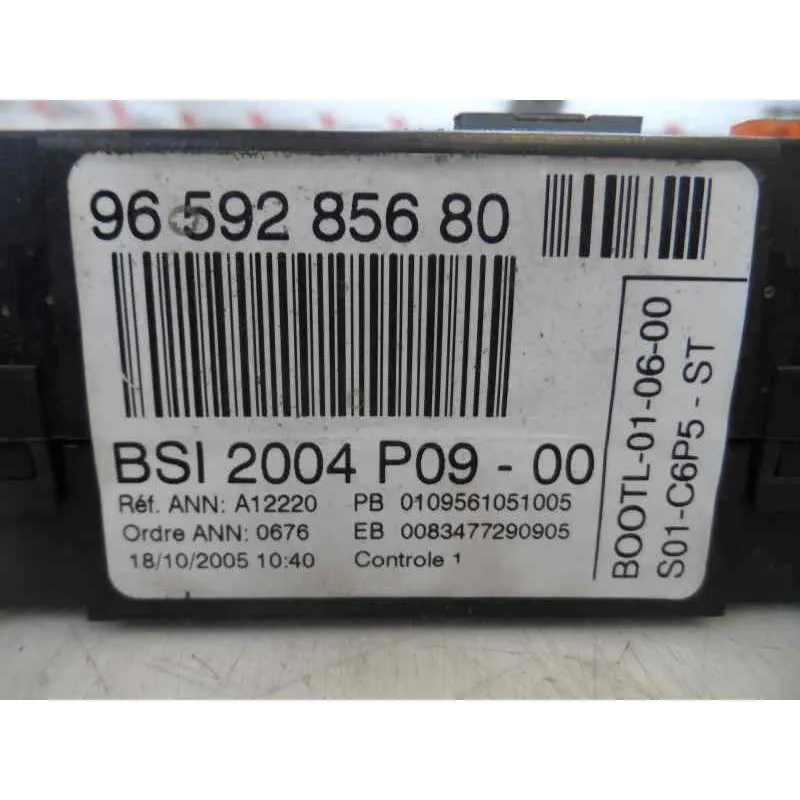 96 592 856 80
BSI 2004 P09 - 00
Réf. ANN: A12220 PB 0109561051005
Ordre ANN: 0676 EB 0083477290905
18/10/2005 10:40 Controle 1
BOOTL-01-06-00
S01-C6P5 - ST